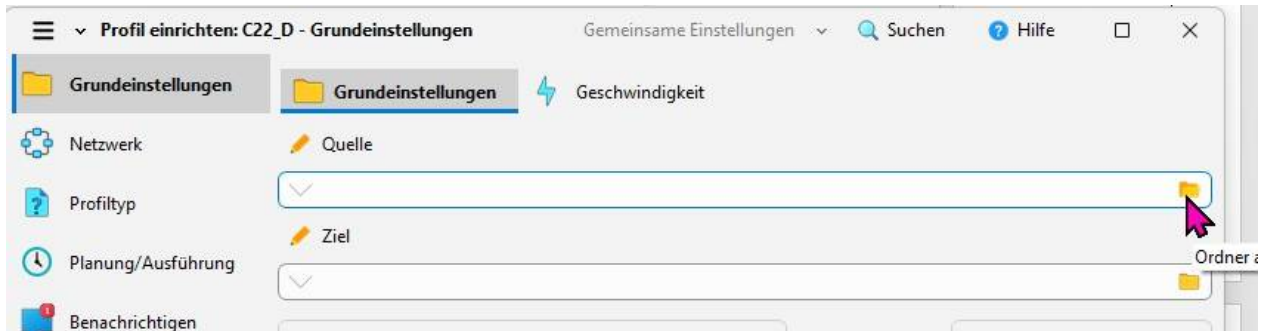 Profil einrichten: C22_D - Grundeinstellungen
Gemeinsame Einstellungen
Suchen
Hilfe
Grundeinstellungen
Grundeinstellungen
Geschwindigkeit
Netzwerk
Quelle
Profiltyp
Ziel
Planung/Ausführung
Ordner
Benachrichtigen
1